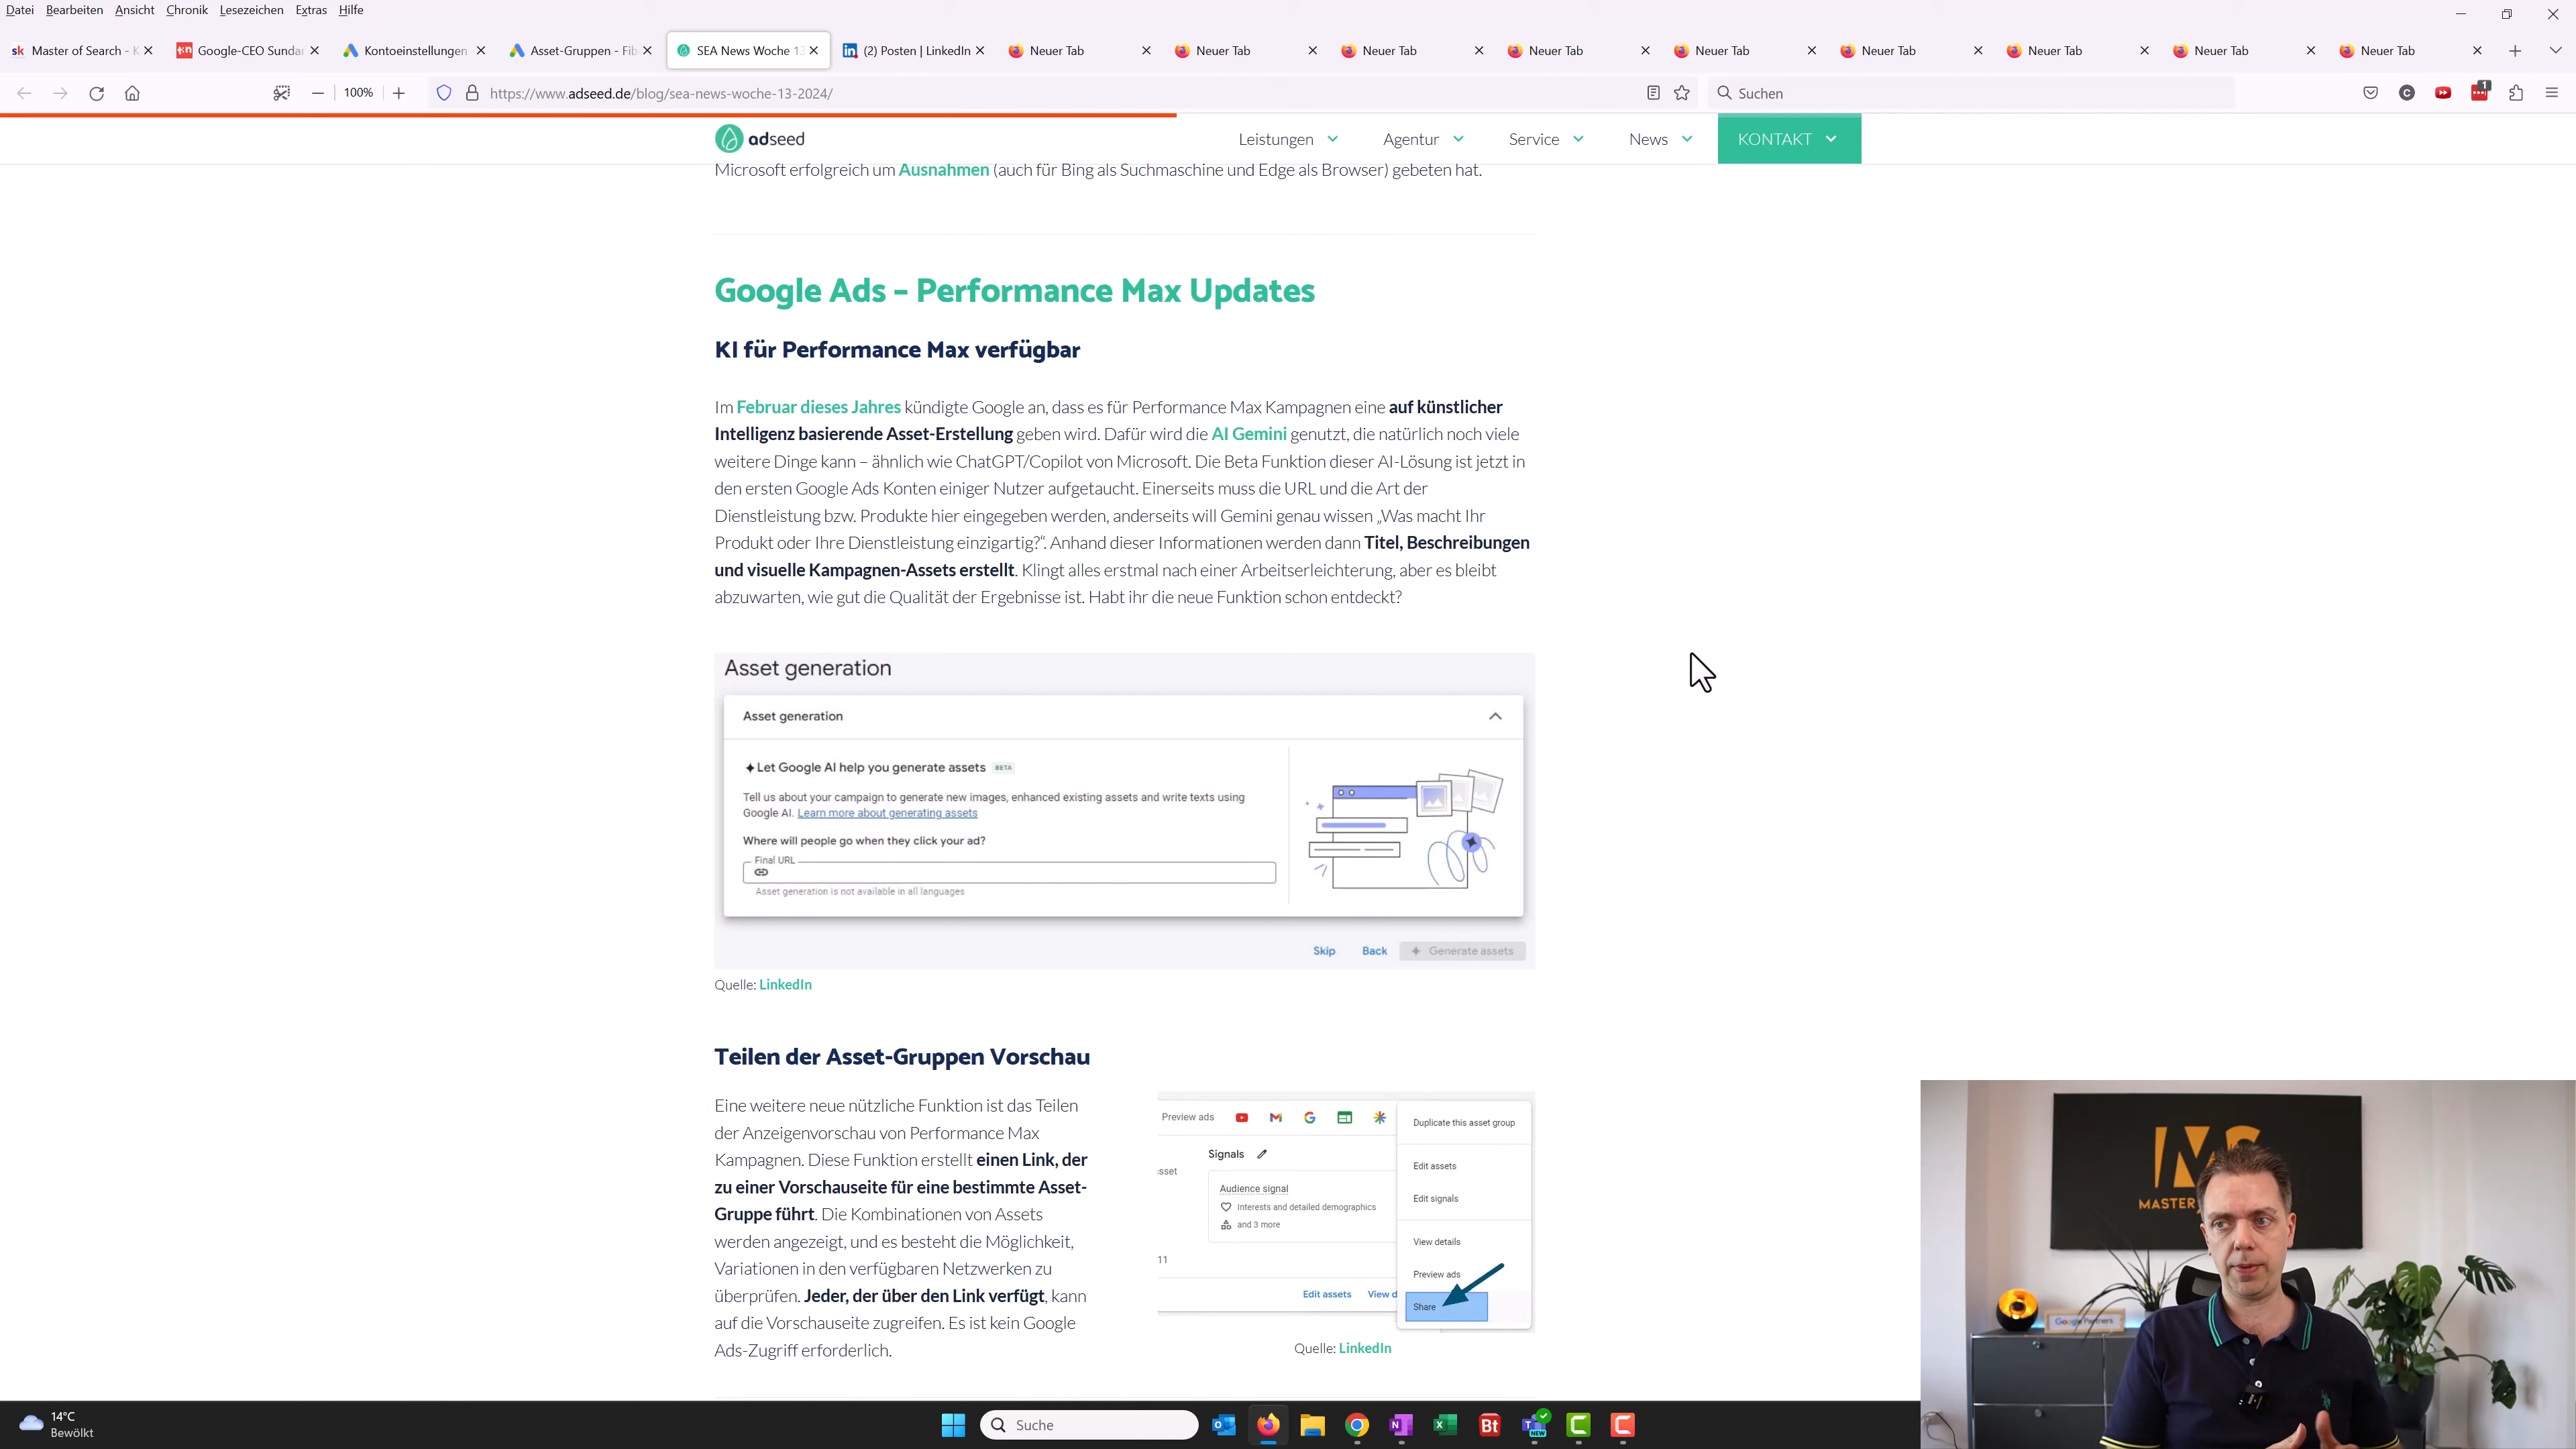 Datei Bearbeiten Ansicht Chronik Lesezeichen Extras Hilfe
sk Master of Search - K
Google-CEO Sundar
Kontoeinstellungen
Asset-Gruppen - Fib
SEA News Woche 13
(2) Posten | LinkedIn
Neuer Tab
Neuer Tab
Neuer Tab
Neuer Tab
Neuer Tab
Neuer Tab
Neuer Tab
Neuer Tab
Neuer Tab
100%
https://www.adseed.de/blog/sea-news-woche-13-2024/
Suchen
C
1
adseed
Leistungen
Agentur
Service
News
KONTAKT
Microsoft erfolgreich um Ausnahmen (auch für Bing als Suchmaschine und Edge als Browser) gebeten hat.
Google Ads – Performance Max Updates
KI für Performance Max verfügbar
Im Februar dieses Jahres kündigte Google an, dass es für Performance Max Kampagnen eine auf künstlicher
Intelligenz basierende Asset-Erstellung geben wird. Dafür wird die AI Gemini genutzt, die natürlich noch viele
weitere Dinge kann – ähnlich wie ChatGPT/Copilot von Microsoft. Die Beta Funktion dieser AI-Lösung ist jetzt in
den ersten Google Ads Konten einiger Nutzer aufgetaucht. Einerseits muss die URL und die Art der
Dienstleistung bzw. Produkte hier eingegeben werden, anderseits will Gemini genau wissen „Was macht Ihr
Produkt oder Ihre Dienstleistung einzigartig?“. Anhand dieser Informationen werden dann Titel, Beschreibungen
und visuelle Kampagnen-Assets erstellt. Klingt alles erstmal nach einer Arbeitserleichterung, aber es bleibt
abzuwarten, wie gut die Qualität der Ergebnisse ist. Habt ihr die neue Funktion schon entdeckt?
Asset generation
Asset generation
Let Google AI help you generate assets BETA
Tell us about your campaign to generate new images, enhanced existing assets and write texts using
Google AI. Learn more about generating assets
Where will people go when they click your ad?
Final URL
Asset generation is not available in all languages
Skip Back Generate assets
Quelle: LinkedIn
Teilen der Asset-Gruppen Vorschau
Eine weitere neue nützliche Funktion ist das Teilen
der Anzeigenvorschau von Performance Max
Kampagnen. Diese Funktion erstellt einen Link, der
zu einer Vorschauseite für eine bestimmte Asset-
Gruppe führt. Die Kombinationen von Assets
werden angezeigt, und es besteht die Möglichkeit,
Variationen in den verfügbaren Netzwerken zu
überprüfen. Jeder, der über den Link verfügt, kann
auf die Vorschauseite zugreifen. Es ist kein Google
Ads-Zugriff erforderlich.
Preview ads
Signals
sset
Audience signal
Interests and detailed demographics
and 3 more
11
Edit assets View d
Duplicate this asset group
Edit assets
Edit signals
View details
Preview ads
Share
Quelle: LinkedIn
MASTER
Google Partners
14°C
Bewölkt
Suche
Bt
NEW